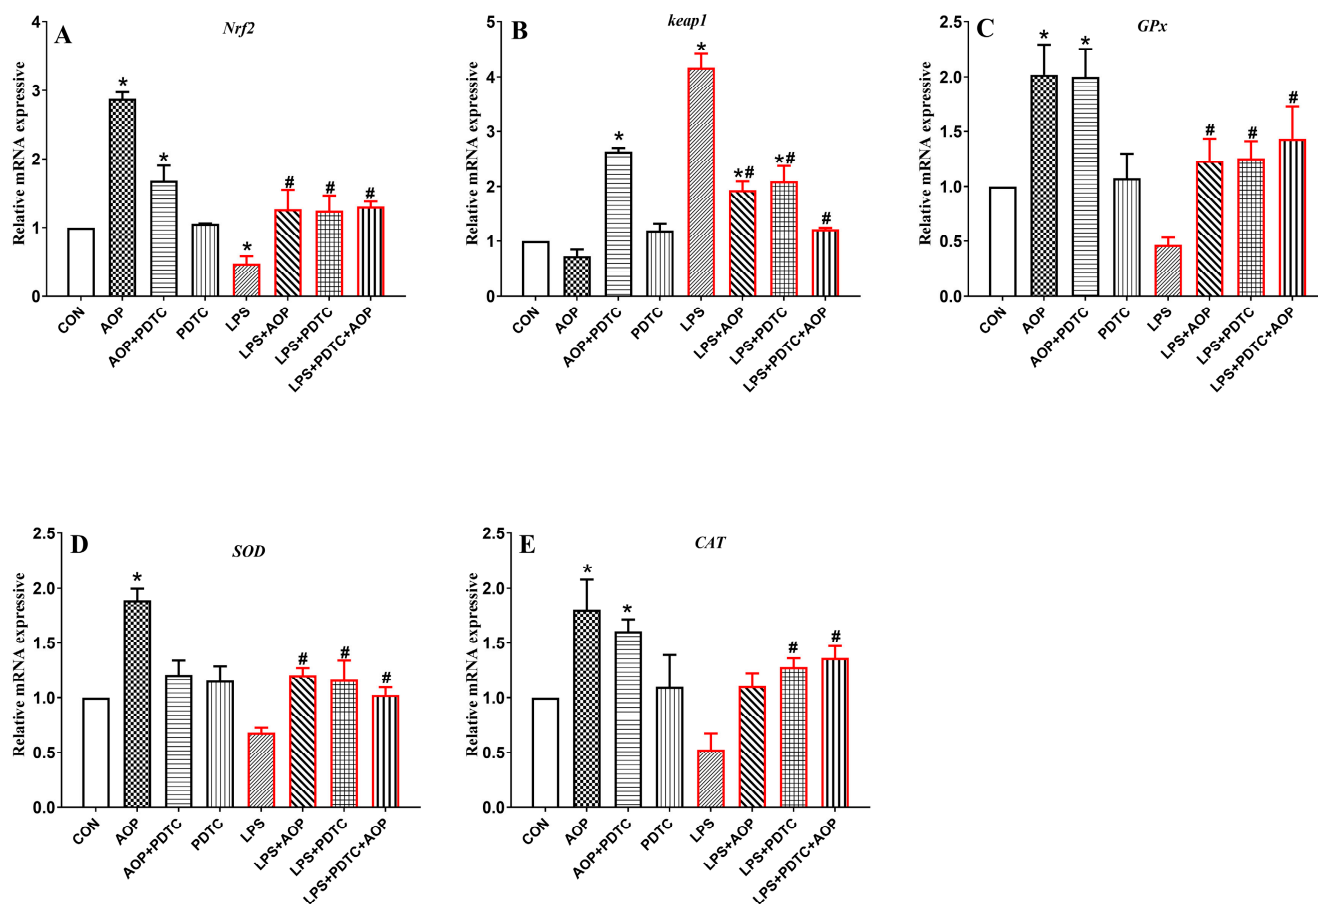 A
Nrf2
Relative mRNA expressive
4
3
2
1
0
*
*
*
#
#
#
CON
AOP
AOP+PDTC
PDTC
LPS
LPS+AOP
LPS+PDTC
LPS+PDTC+AOP
B
keap1
Relative mRNA expressive
5
4
3
2
1
0
*
*
*#
*#
#
CON
AOP
AOP+PDTC
PDTC
LPS
LPS+AOP
LPS+PDTC
LPS+PDTC+AOP
C
GPx
Relative mRNA expressive
2.5
2.0
1.5
1.0
0.5
0.0
*
*
#
#
#
CON
AOP
AOP+PDTC
PDTC
LPS
LPS+AOP
LPS+PDTC
LPS+PDTC+AOP
D
SOD
Relative mRNA expressive
2.5
2.0
1.5
1.0
0.5
0.0
*
#
#
#
CON
AOP
AOP+PDTC
PDTC
LPS
LPS+AOP
LPS+PDTC
LPS+PDTC+AOP
E
CAT
Relative mRNA expressive
2.5
2.0
1.5
1.0
0.5
0.0
*
*
#
#
CON
AOP
AOP+PDTC
PDTC
LPS
LPS+AOP
LPS+PDTC
LPS+PDTC+AOP